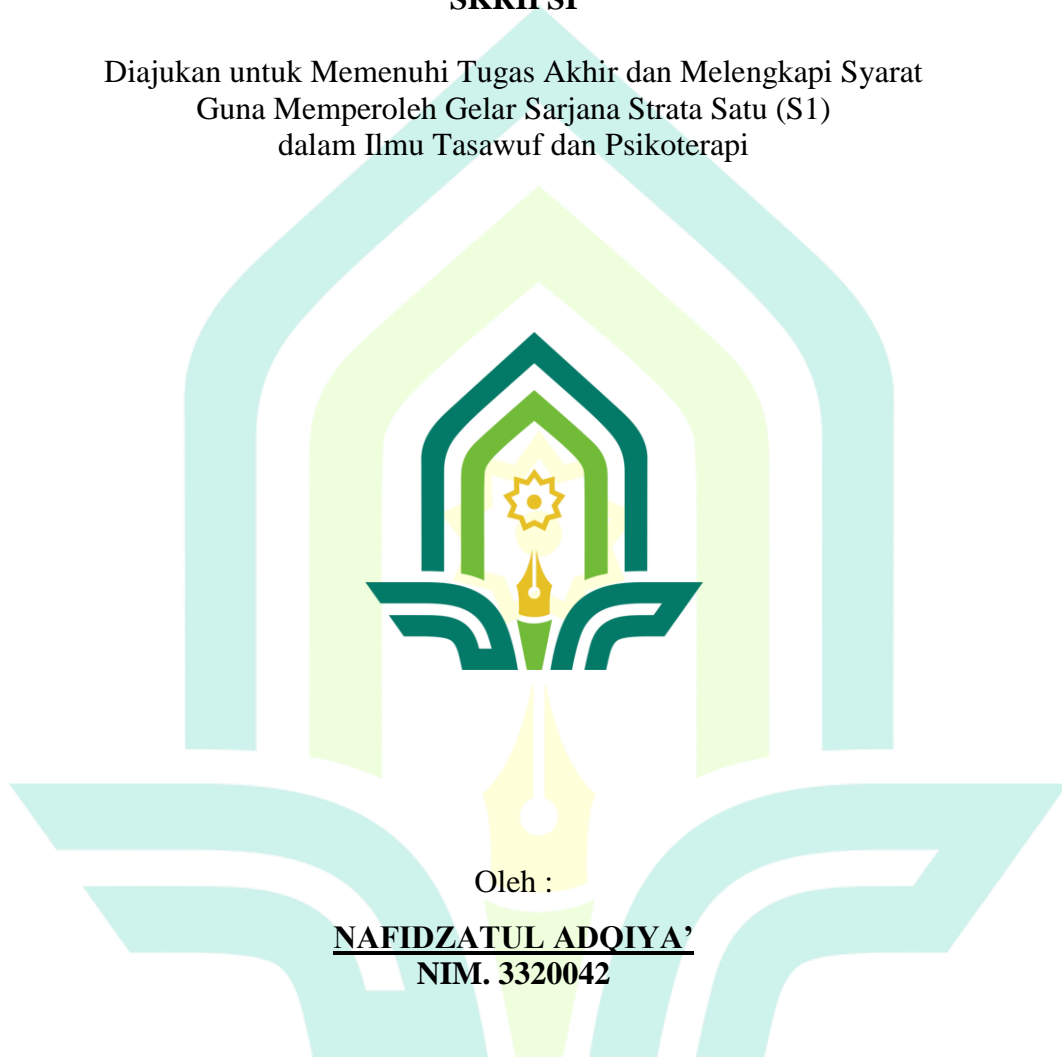 SKRIPSI
Diajukan untuk Memenuhi Tugas Akhir dan Melengkapi Syarat
Guna Memperoleh Gelar Sarjana Strata Satu (S1)
dalam Ilmu Tasawuf dan Psikoterapi
Oleh :
NAFIDZATUL ADQIYA’
NIM. 3320042